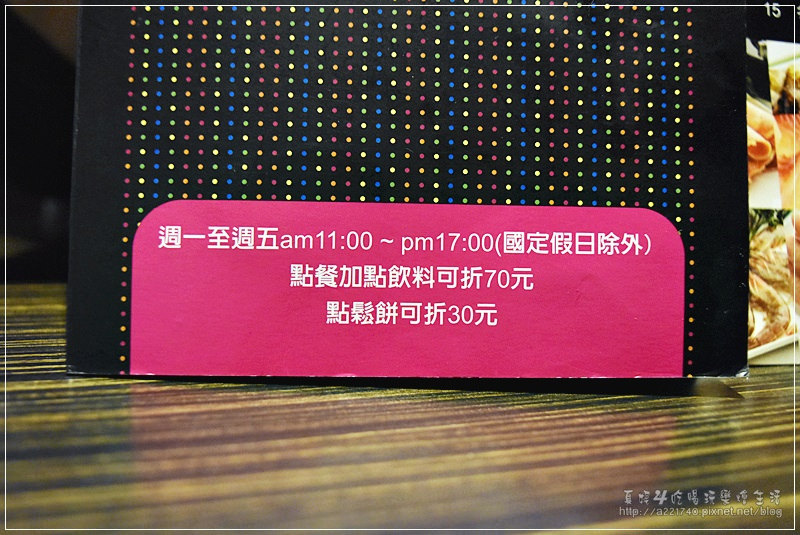 15
週一至週五am11:00 ~ pm17:00(國定假日除外)
點餐加點飲料可折70元
點鬆餅可折30元
http://a221740.pixnet.net/blog